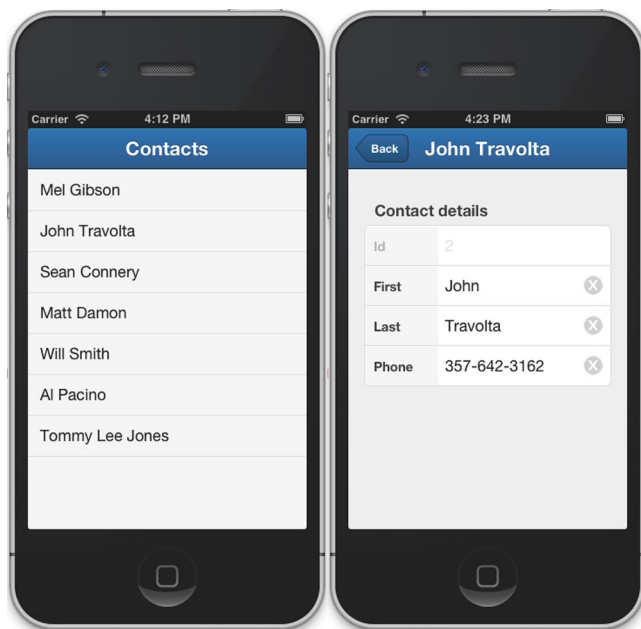 Carrier 4:12 PM
Contacts
Mel Gibson
John Travolta
Sean Connery
Matt Damon
Will Smith
Al Pacino
Tommy Lee Jones
Carrier 4:23 PM
Back John Travolta
Contact details
Id 2
First John X
Last Travolta X
Phone 357-642-3162 X